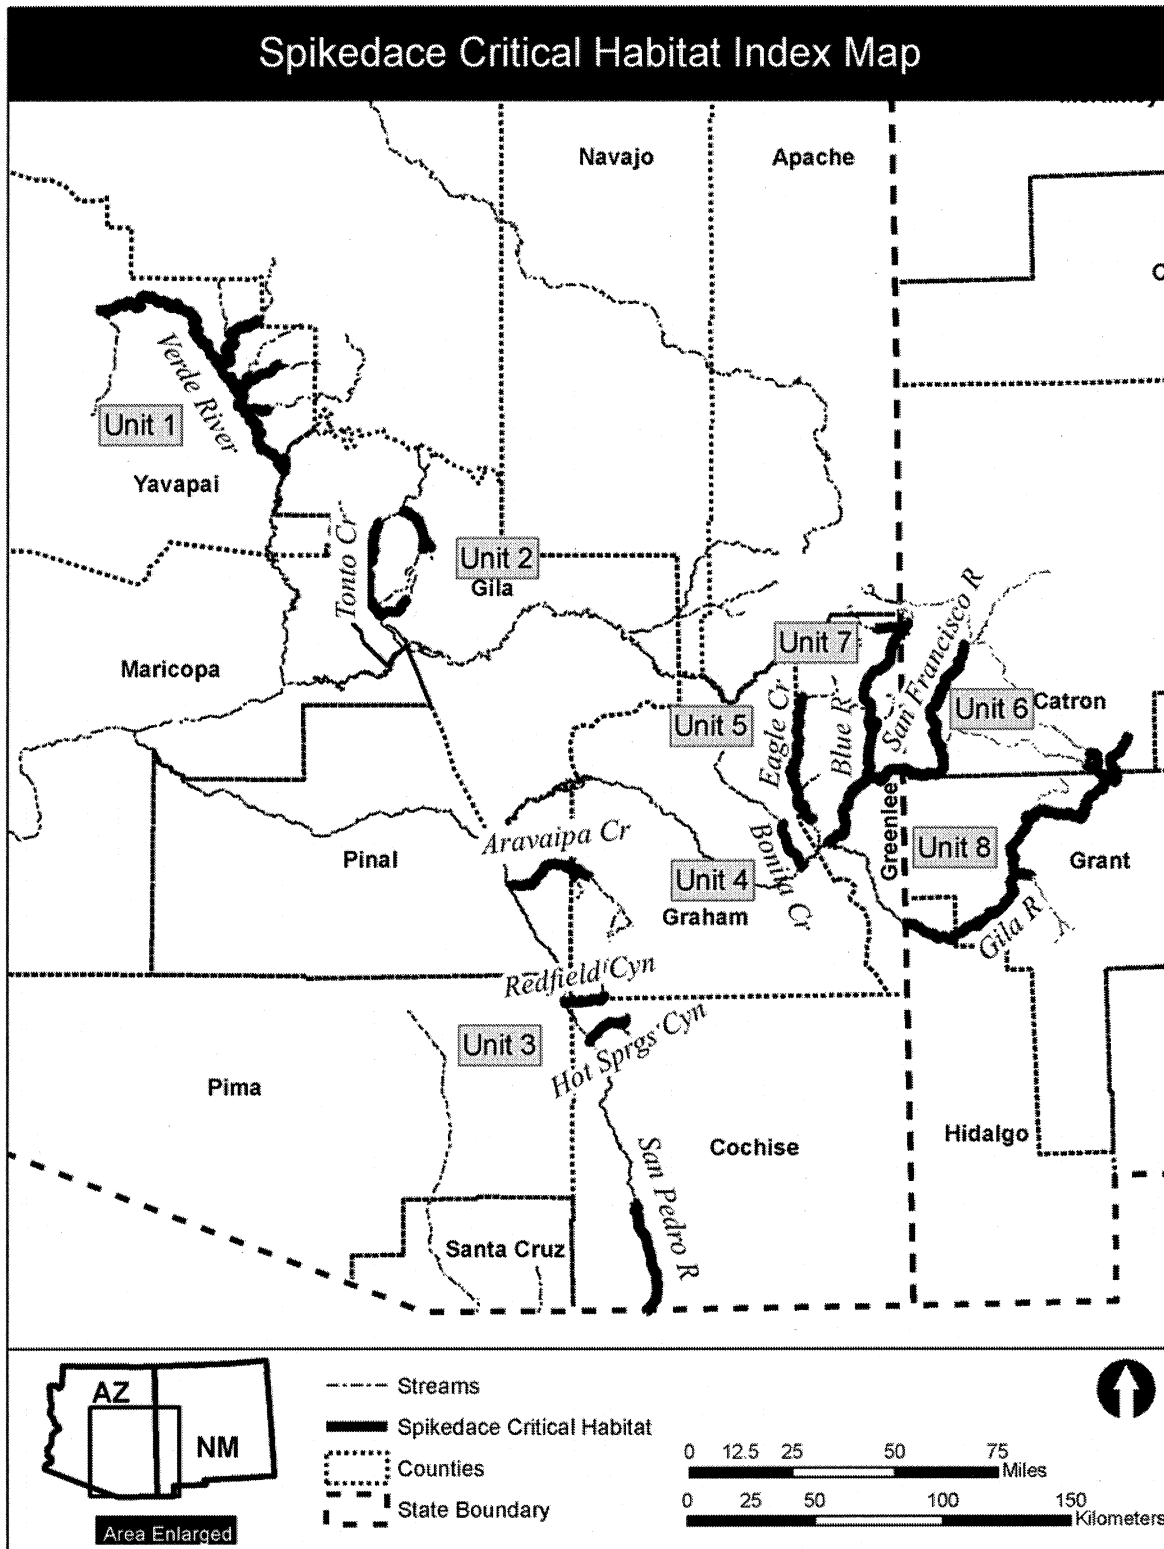 Spikedace Critical Habitat Index Map
Navajo
Apache
Verde River
Unit 1
Yavapai
Tonto Cr
Unit 2
Gila
Maricopa
Unit 7
San Francisco R
Unit 6
Catron
Unit 5
Eagle Cr
Blue R
Greenlee
Aravaipa Cr
Pinal
Bonita Cr
Unit 4
Graham
Unit 8
Grant
Gila R
Redfield Cyn
Unit 3
Hot Sprgs Cyn
Pima
Cochise
Hidalgo
San Pedro R
Santa Cruz
AZ
NM
Area Enlarged
Streams
Spikedace Critical Habitat
Counties
State Boundary
0 12.5 25 50 75
Miles
0 25 50 100 150
Kilometers